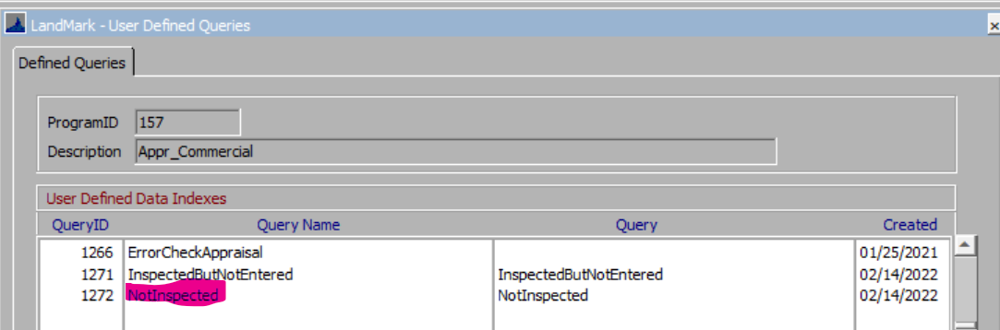 LandMark - User Defined Queries
Defined Queries
ProgramID 157
Description Appr_Commercial
User Defined Data Indexes
QueryID Query Name Query Created
1266 ErrorCheckAppraisal 01/25/2021
1271 InspectedButNotEntered InspectedButNotEntered 02/14/2022
1272 NotInspected NotInspected 02/14/2022